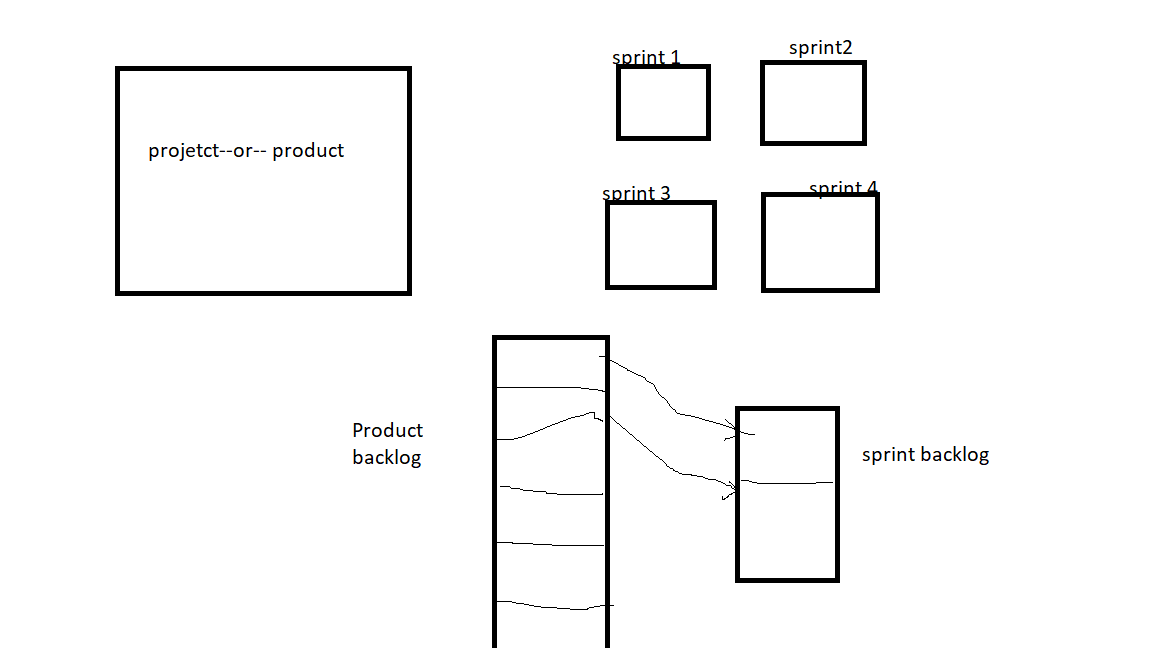 sprint 1
sprint2
projetct--or-- product
sprint 3
sprint 4
Product
backlog
sprint backlog